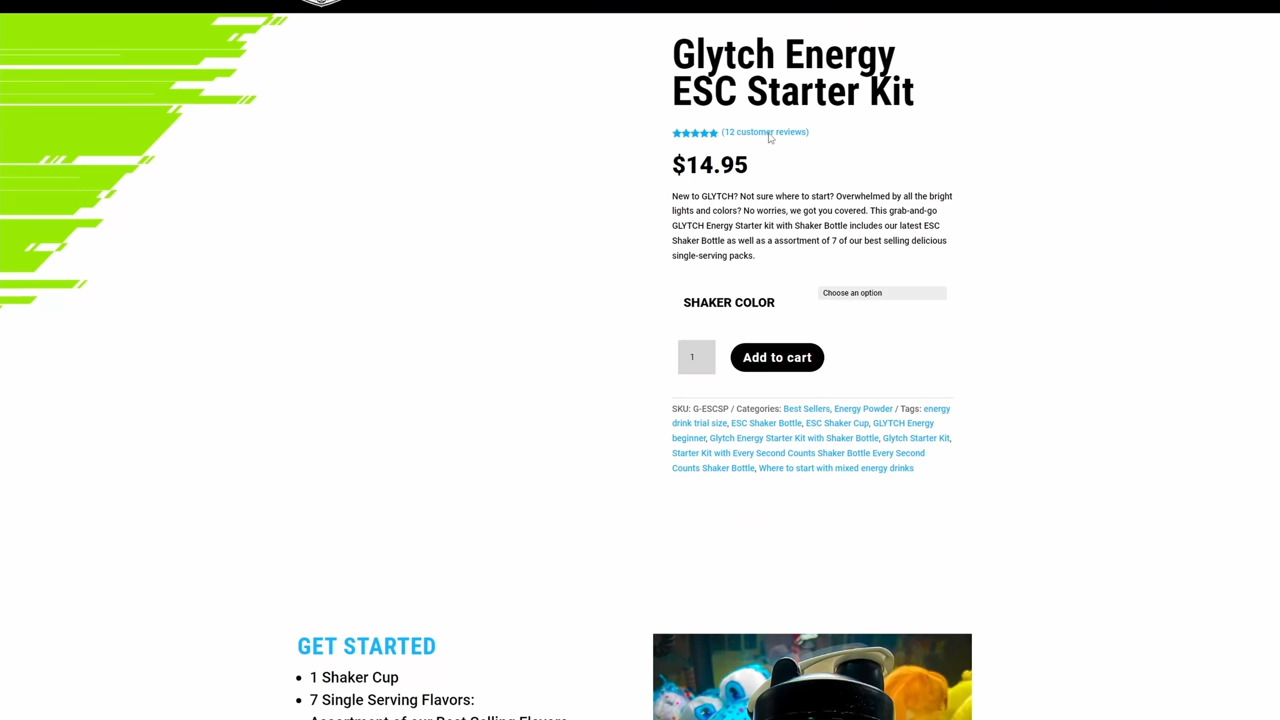 Glytch Energy
ESC Starter Kit
(12 customer reviews)
$14.95
New to GLYTCH? Not sure where to start? Overwhelmed by all the bright
lights and colors? No worries, we got you covered. This grab-and-go
GLYTCH Energy Starter kit with Shaker Bottle includes our latest ESC
Shaker Bottle as well as a assortment of 7 of our best selling delicious
single-serving packs.
SHAKER COLOR
Choose an option
1
Add to cart
SKU: G-ESCSP / Categories: Best Sellers, Energy Powder / Tags: energy
drink trial size, ESC Shaker Bottle, ESC Shaker Cup, GLYTCH Energy
beginner, Glytch Energy Starter Kit with Shaker Bottle, Glytch Starter Kit,
Starter Kit with Every Second Counts Shaker Bottle Every Second
Counts Shaker Bottle, Where to start with mixed energy drinks
GET STARTED
• 1 Shaker Cup
• 7 Single Serving Flavors:
Assortment of our Best Selling Flavors